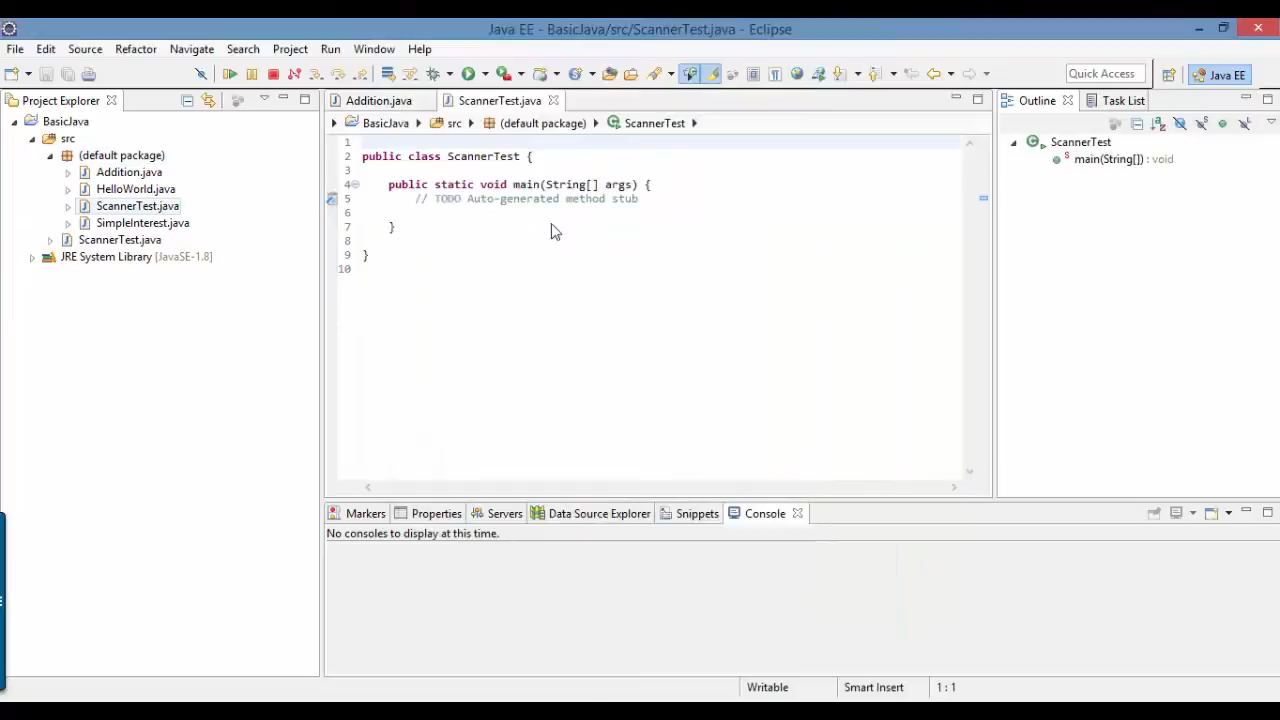 Java EE - BasicJava/src/ScannerTest.java - Eclipse
File Edit Source Refactor Navigate Search Project Run Window Help
Quick Access Java EE
Project Explorer
BasicJava
src
(default package)
Addition.java
HelloWorld.java
ScannerTest.java
SimpleInterest.java
ScannerTest.java
JRE System Library [JavaSE-1.8]
Addition.java ScannerTest.java
BasicJava src (default package) ScannerTest
1
2 public class ScannerTest {
3
4 public static void main(String[] args) {
5 // TODO Auto-generated method stub
6
7 }
8
9 }
10
Outline Task List
ScannerTest
S main(String[]) : void
Markers Properties Servers Data Source Explorer Snippets Console
No consoles to display at this time.
Writable Smart Insert 1 : 1